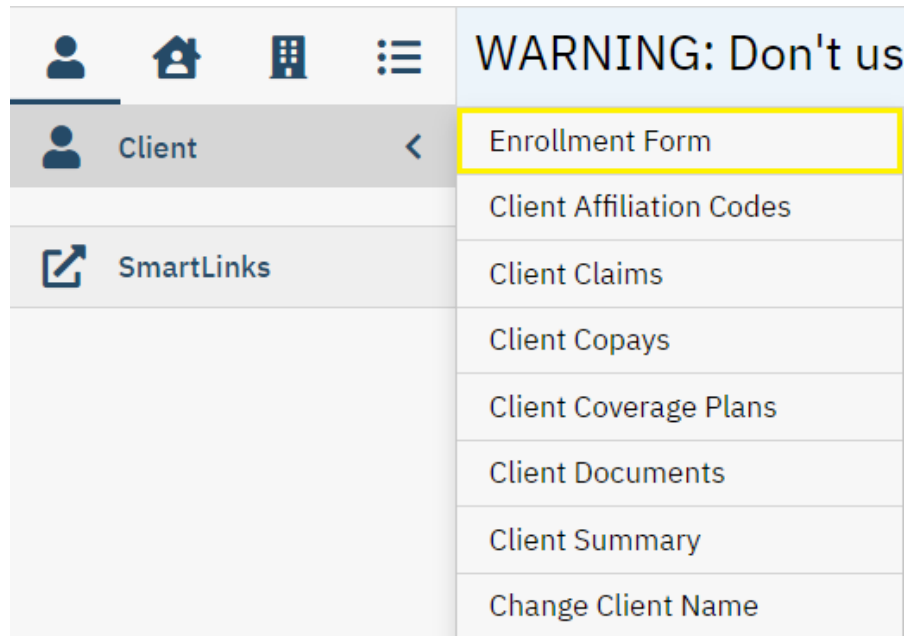 WARNING: Don't us
Client
SmartLinks
Enrollment Form
Client Affiliation Codes
Client Claims
Client Copays
Client Coverage Plans
Client Documents
Client Summary
Change Client Name